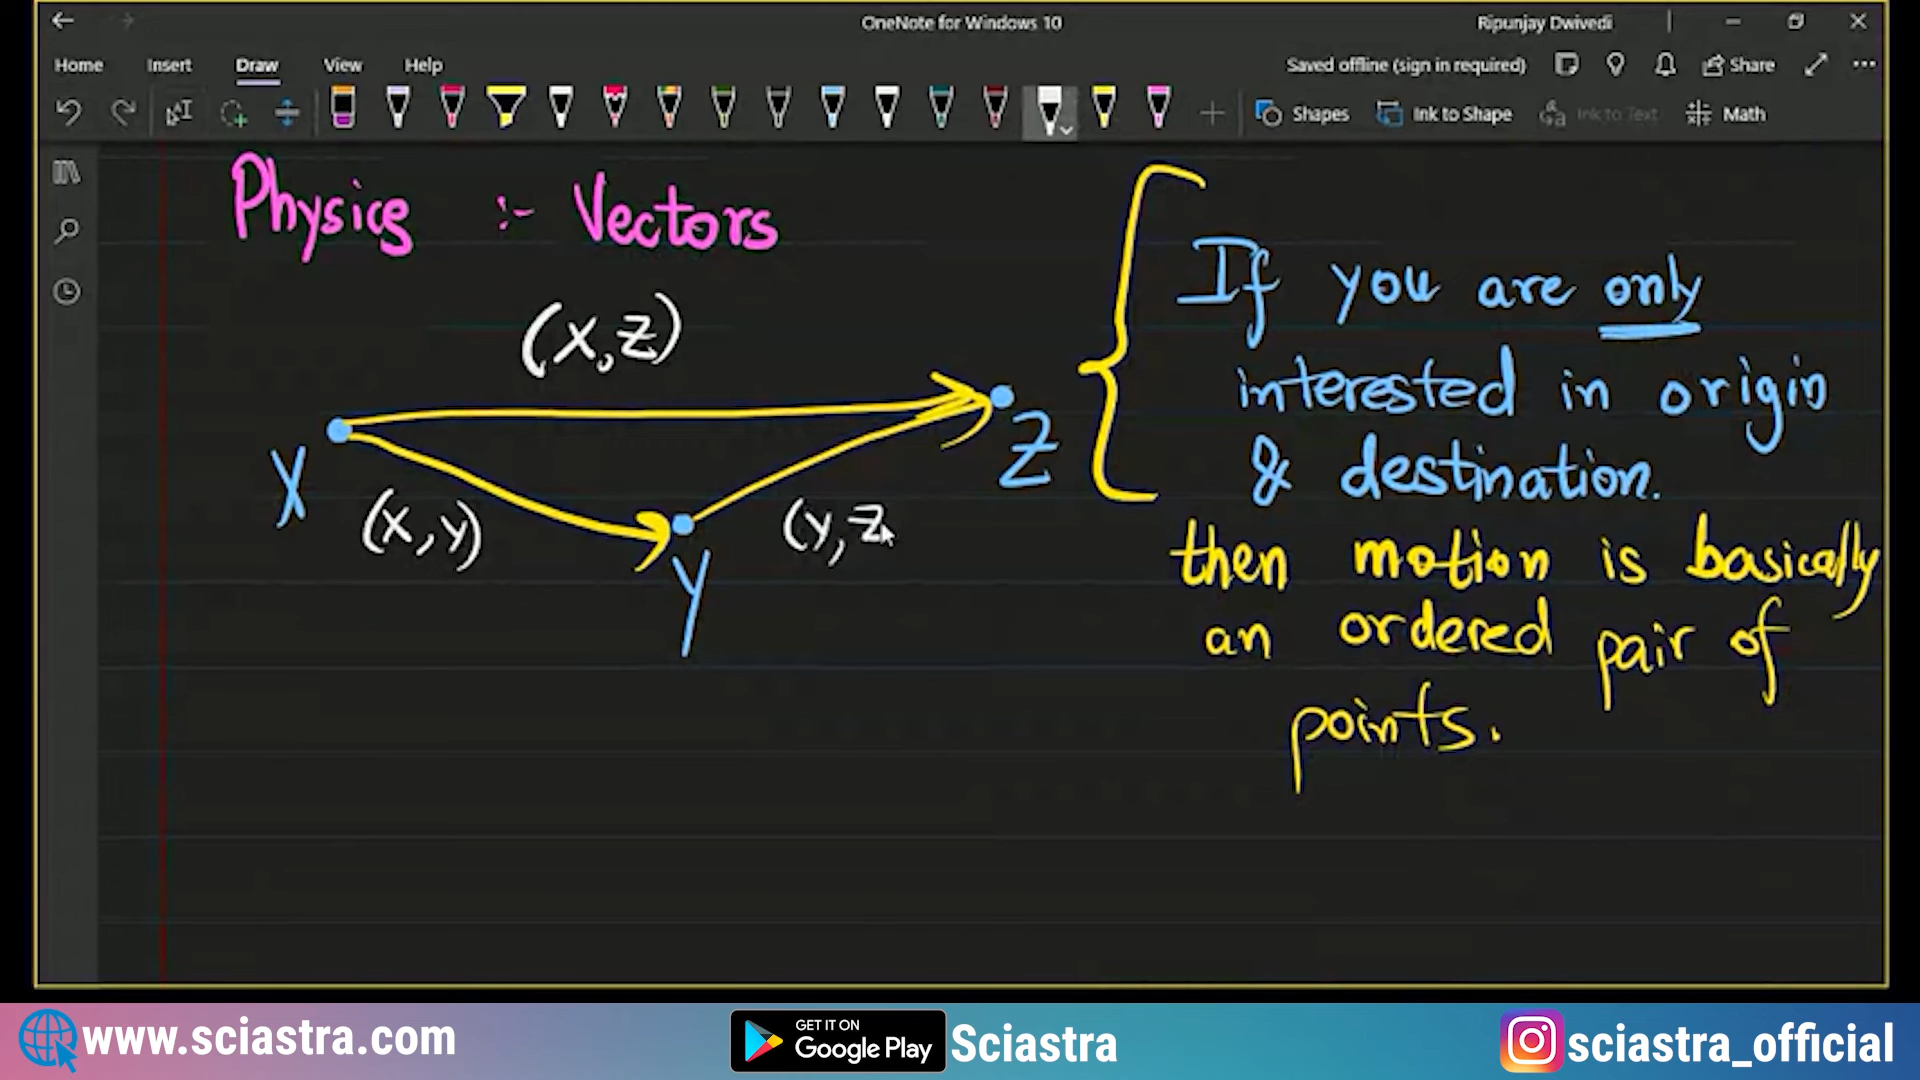 OneNote for Windows 10
Ripunjay Dwivedi
Home Insert Draw View Help
Saved offline (sign in required) Share
Shapes Ink to Shape Ink to Text Math
Physics :- Vectors
(X,Z)
X
Z
(X,Y)
(Y,Z
Y
If you are only
interested in origin
& destination.
then motion is basically
an ordered pair of
points.
www.sciastra.com
GET IT ON
Google Play
Sciastra
sciastra_official